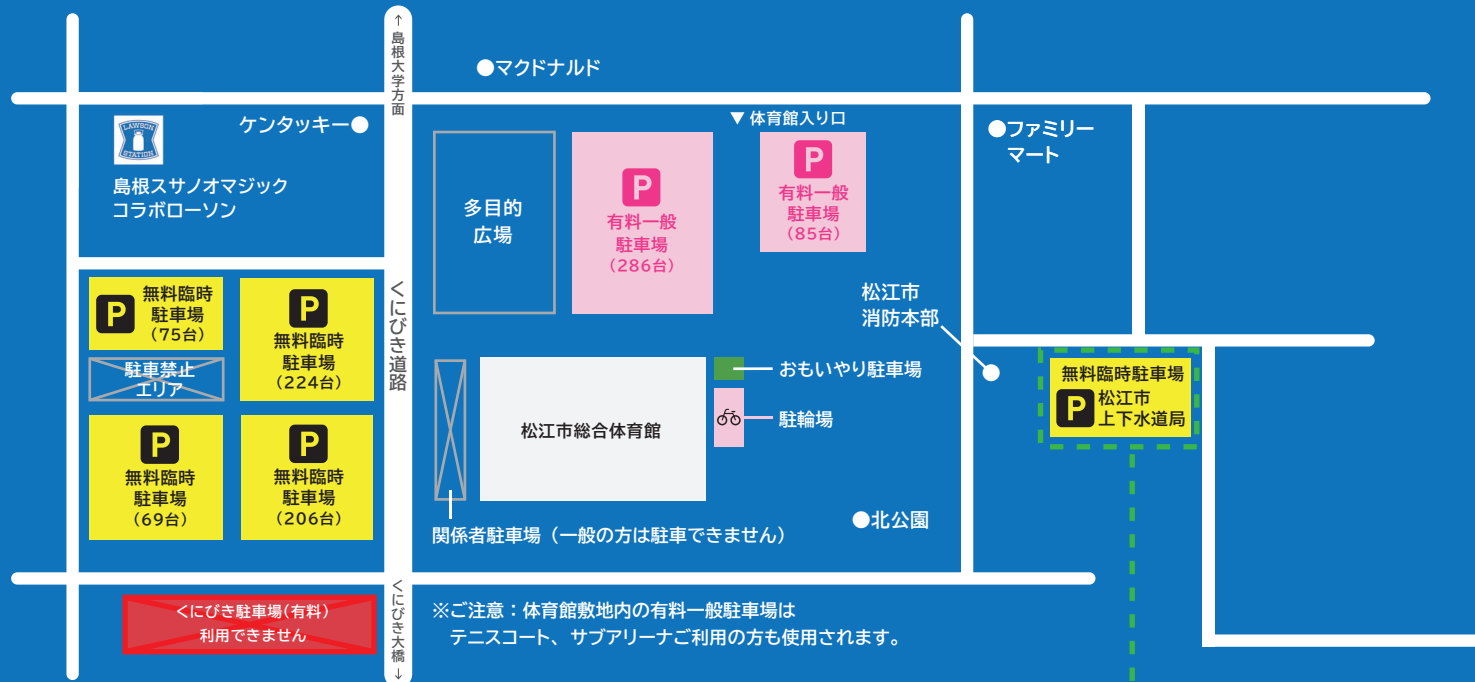 ↑島根大学方面
●マクドナルド
ケンタッキー●
LAWSON
STATION
島根スサノオマジック
コラボローソン
▼体育館入り口
●ファミリー
マート
多目的
広場
P
有料一般
駐車場
(286台)
P
有料一般
駐車場
(85台)
P
無料臨時
駐車場
(75台)
P
無料臨時
駐車場
(224台)
駐車禁止
エリア
P
無料臨時
駐車場
(69台)
P
無料臨時
駐車場
(206台)
くにびき道路
松江市
消防本部
おもいやり駐車場
駐輪場
松江市総合体育館
無料臨時駐車場
P
松江市
上下水道局
関係者駐車場（一般の方は駐車できません）
●北公園
くにびき大橋↓
くにびき駐車場(有料)
利用できません
※ご注意：体育館敷地内の有料一般駐車場は
テニスコート、サブアリーナご利用の方も使用されます。